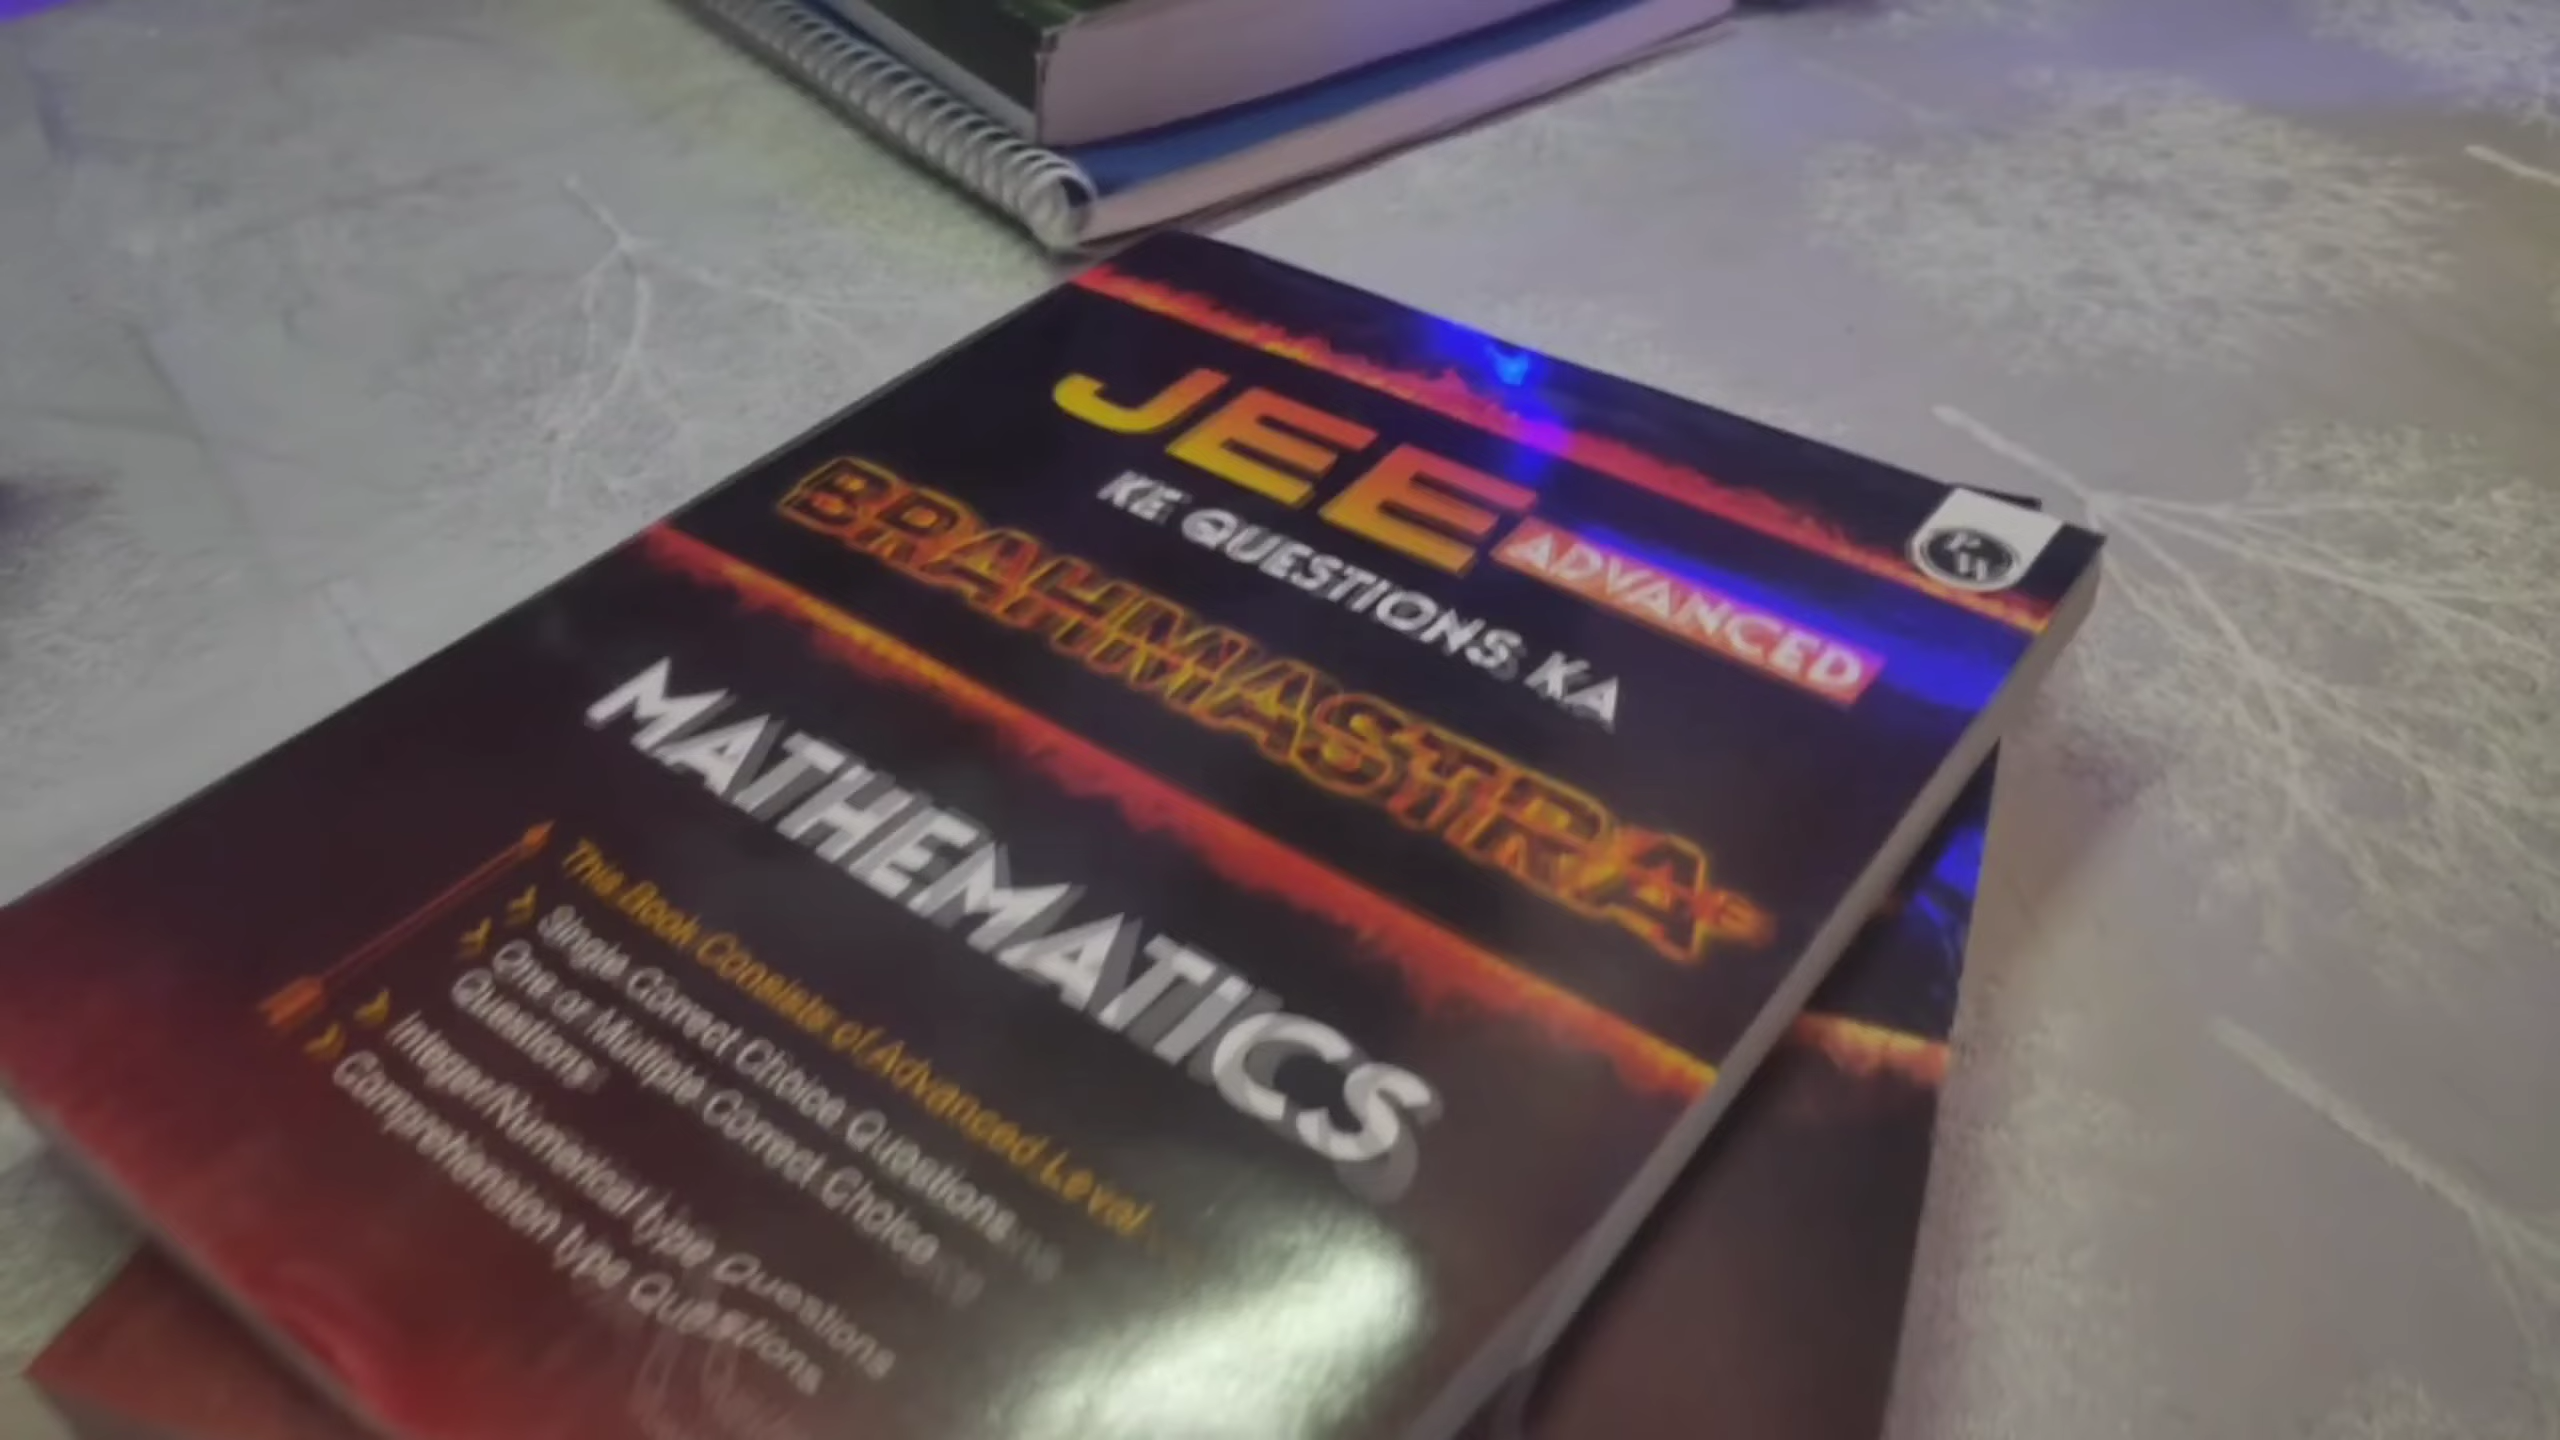 JEE
ADVANCED
KE QUESTIONS KA
BRAHMASTRA
MATHEMATICS
This Book Consists of Advanced Level
Single Correct Choice Questions
One or Multiple Correct Choice
Questions
Integer/Numerical type Questions
Comprehension type Questions
PW